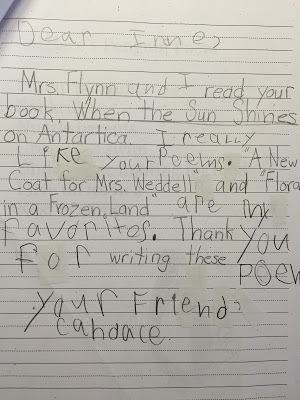 Dear Irene,
Mrs. Flynn and I read your
book, When the Sun Shines
on Antartica. I really
Like your Poems. "A New
Coat for Mrs. Weddell" and "Flora
in a Frozen Land" are my
favorites. Thank you
for writing these poem
your Friend,
Candace.